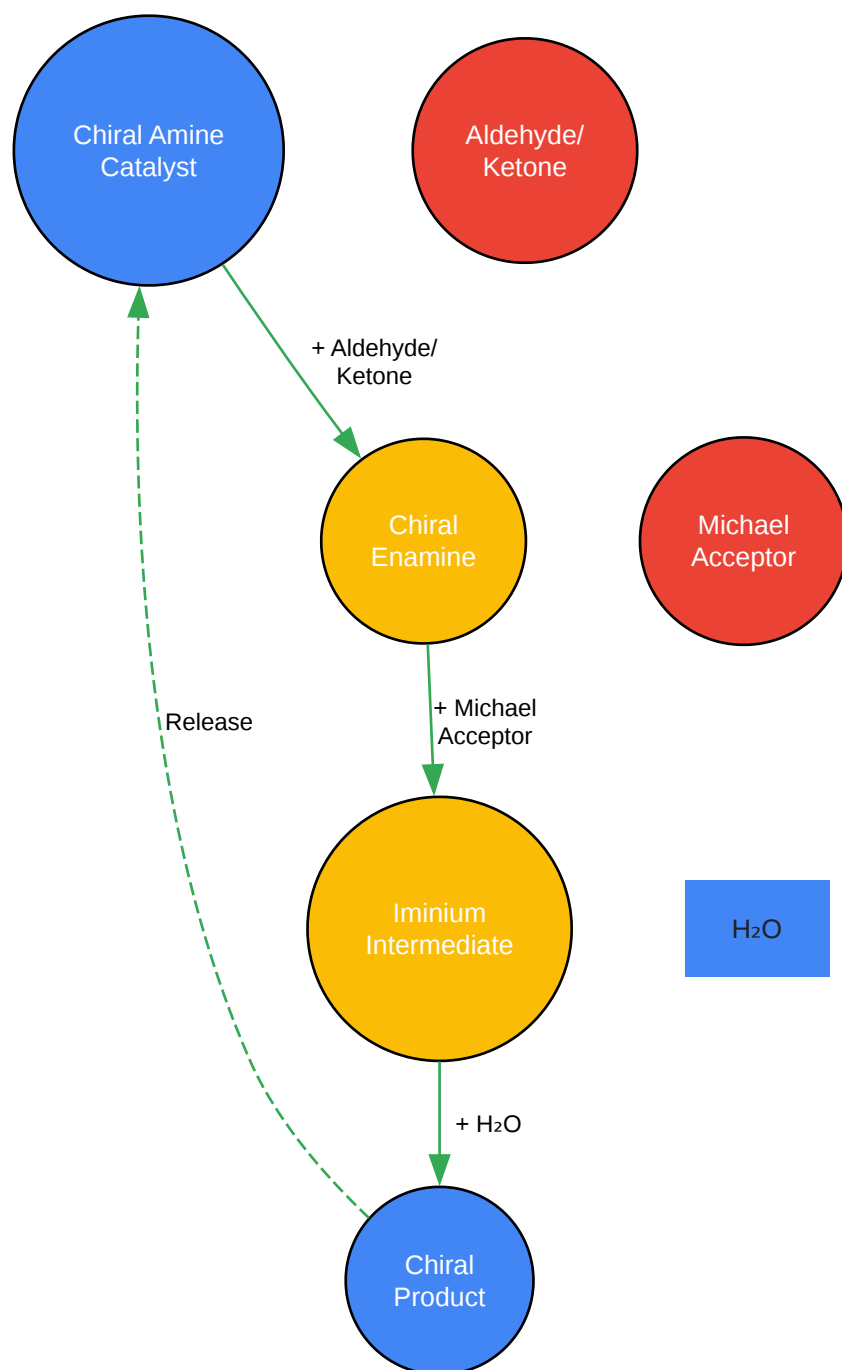 Chiral Amine
Catalyst
Aldehyde/
Ketone
+ Aldehyde/
Ketone
Chiral
Enamine
Michael
Acceptor
+ Michael
Acceptor
Release
Iminium
Intermediate
H₂O
+ H₂O
Chiral
Product